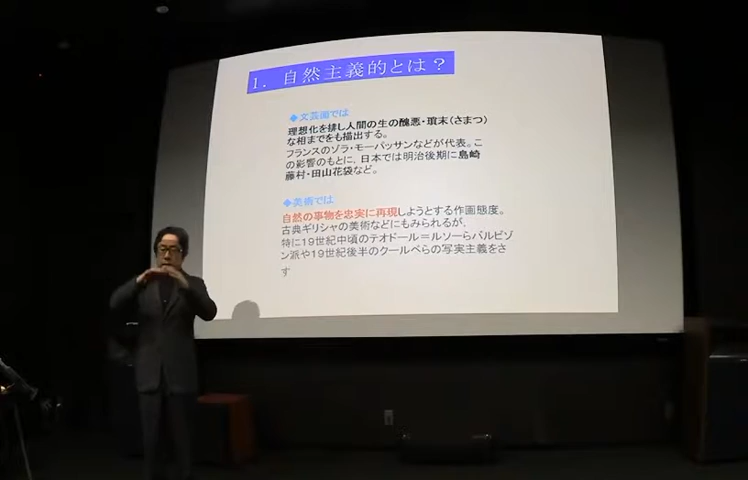 1. 自然主義的とは？
◆文芸面では
理想化を排し人間の生の醜悪・瑣末（さまつ）
な相までをも描出する。
フランスのゾラ・モーパッサンなどが代表。こ
の影響のもとに、日本では明治後期に島崎
藤村・田山花袋など。
◆美術では
自然の事物を忠実に再現しようとする作画態度。
古典ギリシャの美術などにもみられるが、
特に19世紀中頃のテオドール＝ルソーらバルビゾ
ン派や19世紀後半のクールベらの写実主義をさ
す